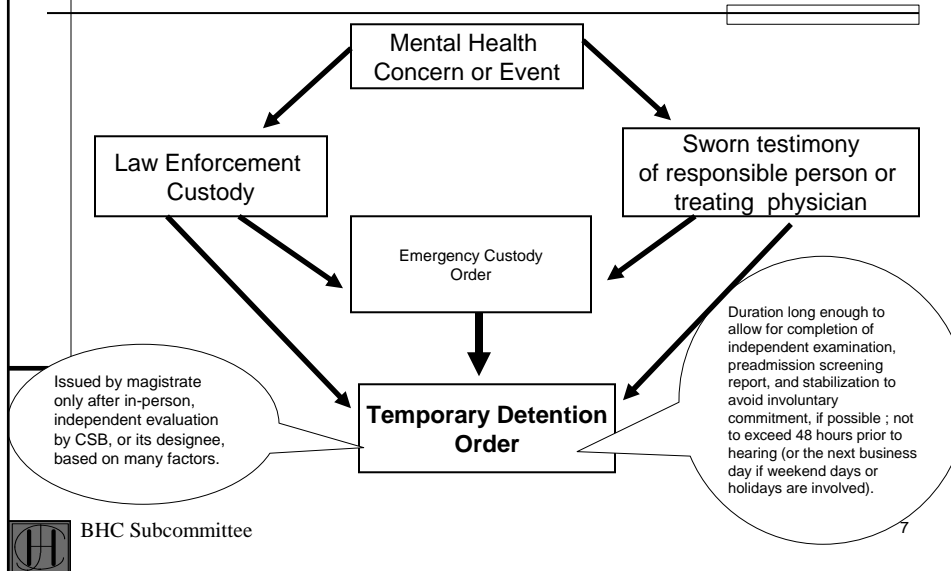 Mental Health
Concern or Event
Law Enforcement
Custody
Sworn testimony
of responsible person or
treating physician
Emergency Custody
Order
Issued by magistrate
only after in-person,
independent evaluation
by CSB, or its designee,
based on many factors.
Temporary Detention
Order
Duration long enough to
allow for completion of
independent examination,
preadmission screening
report, and stabilization to
avoid involuntary
commitment, if possible ; not
to exceed 48 hours prior to
hearing (or the next business
day if weekend days or
holidays are involved).
BHC Subcommittee
7